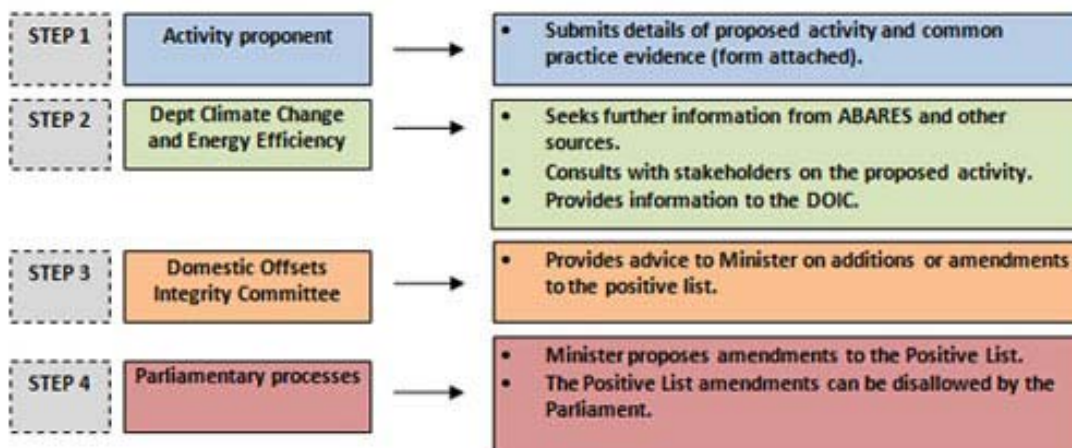 STEP 1
Activity proponent
• Submits details of proposed activity and common
practice evidence (form attached).
STEP 2
Dept Climate Change
and Energy Efficiency
• Seeks further information from ABARES and other
sources.
• Consults with stakeholders on the proposed activity.
• Provides information to the DOIC.
STEP 3
Domestic Offsets
Integrity Committee
• Provides advice to Minister on additions or amendments
to the positive list.
STEP 4
Parliamentary processes
• Minister proposes amendments to the Positive List.
• The Positive List amendments can be disallowed by the
Parliament.